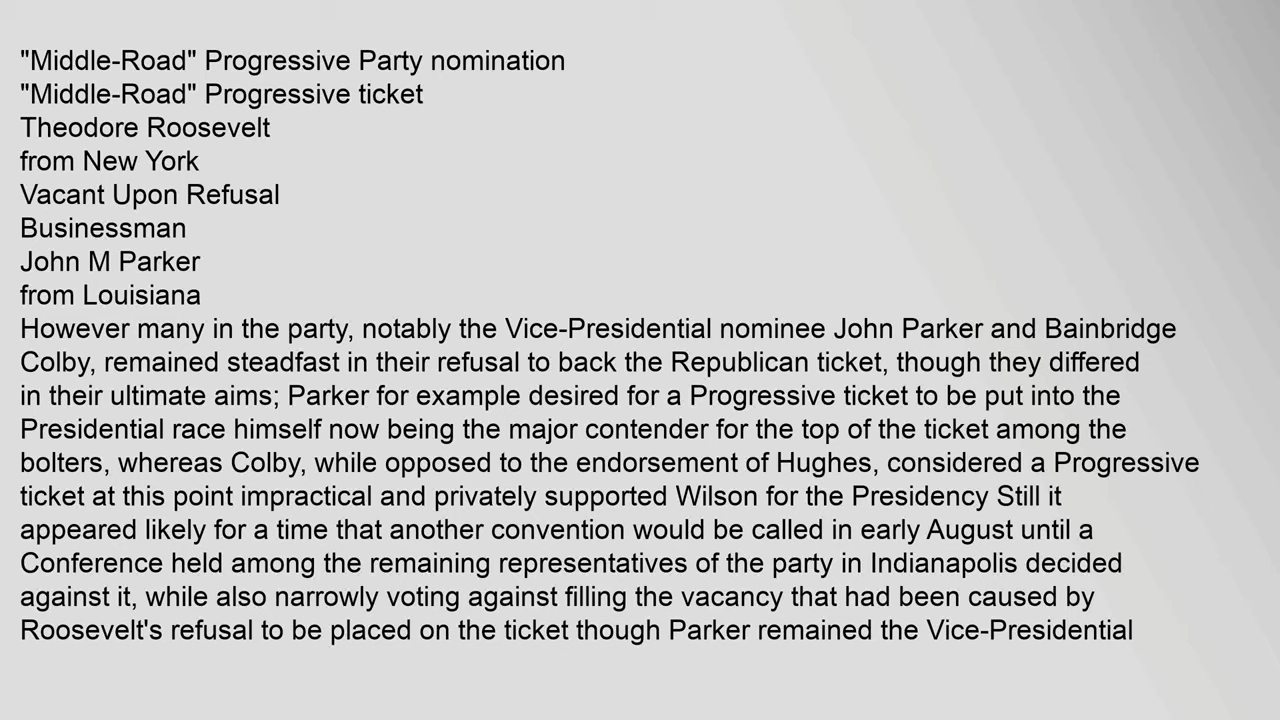 "Middle-Road" Progressive Party nomination
"Middle-Road" Progressive ticket
Theodore Roosevelt
from New York
Vacant Upon Refusal
Businessman
John M Parker
from Louisiana
However many in the party, notably the Vice-Presidential nominee John Parker and Bainbridge
Colby, remained steadfast in their refusal to back the Republican ticket, though they differed
in their ultimate aims; Parker for example desired for a Progressive ticket to be put into the
Presidential race himself now being the major contender for the top of the ticket among the
bolters, whereas Colby, while opposed to the endorsement of Hughes, considered a Progressive
ticket at this point impractical and privately supported Wilson for the Presidency Still it
appeared likely for a time that another convention would be called in early August until a
Conference held among the remaining representatives of the party in Indianapolis decided
against it, while also narrowly voting against filling the vacancy that had been caused by
Roosevelt's refusal to be placed on the ticket though Parker remained the Vice-Presidential